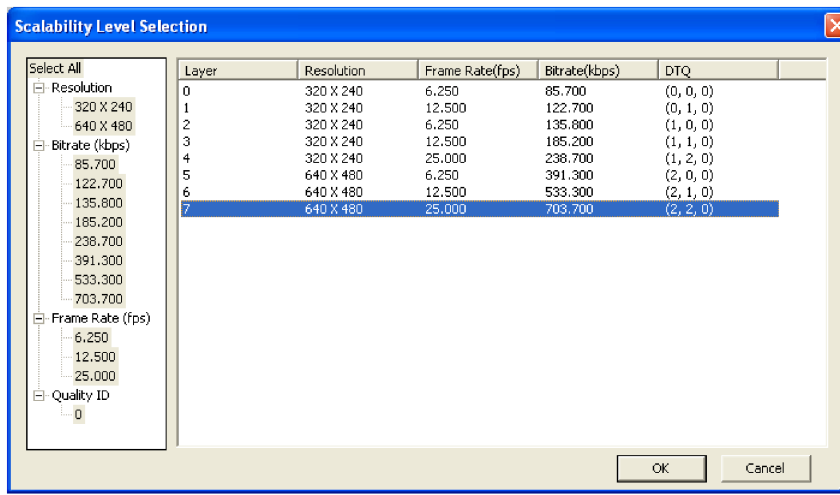 Scalability Level Selection
Select All
Resolution
320 X 240
640 X 480
Bitrate (kbps)
85.700
122.700
135.800
185.200
238.700
391.300
533.300
703.700
Frame Rate (fps)
6.250
12.500
25.000
Quality ID
0
Layer Resolution Frame Rate(fps) Bitrate(kbps) DTQ
0 320 X 240 6.250 85.700 (0, 0, 0)
1 320 X 240 12.500 122.700 (0, 1, 0)
2 320 X 240 6.250 135.800 (1, 0, 0)
3 320 X 240 12.500 185.200 (1, 1, 0)
4 320 X 240 25.000 238.700 (1, 2, 0)
5 640 X 480 6.250 391.300 (2, 0, 0)
6 640 X 480 12.500 533.300 (2, 1, 0)
7 640 X 480 25.000 703.700 (2, 2, 0)
OK Cancel